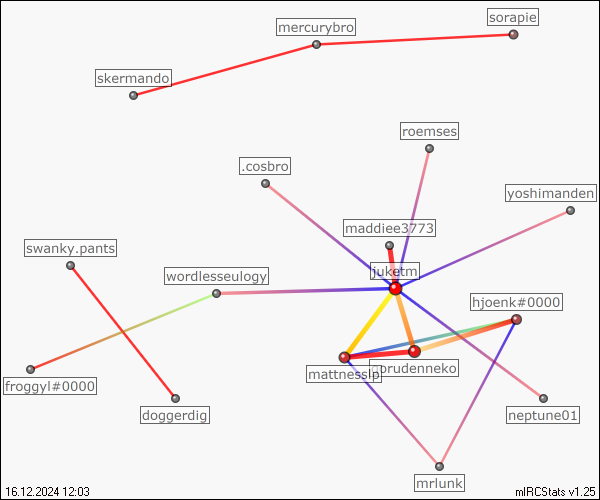 sorapie
mercurybro
skermando
roemses
.cosbro
yoshimanden
maddiee3773
swanky.pants
wordlesseulogy
juketm
hjoenk#0000
prudenneko
mattnesslp
froggyl#0000
doggerdig
neptune01
mrlunk
16.12.2024 12:03
mIRCStats v1.25